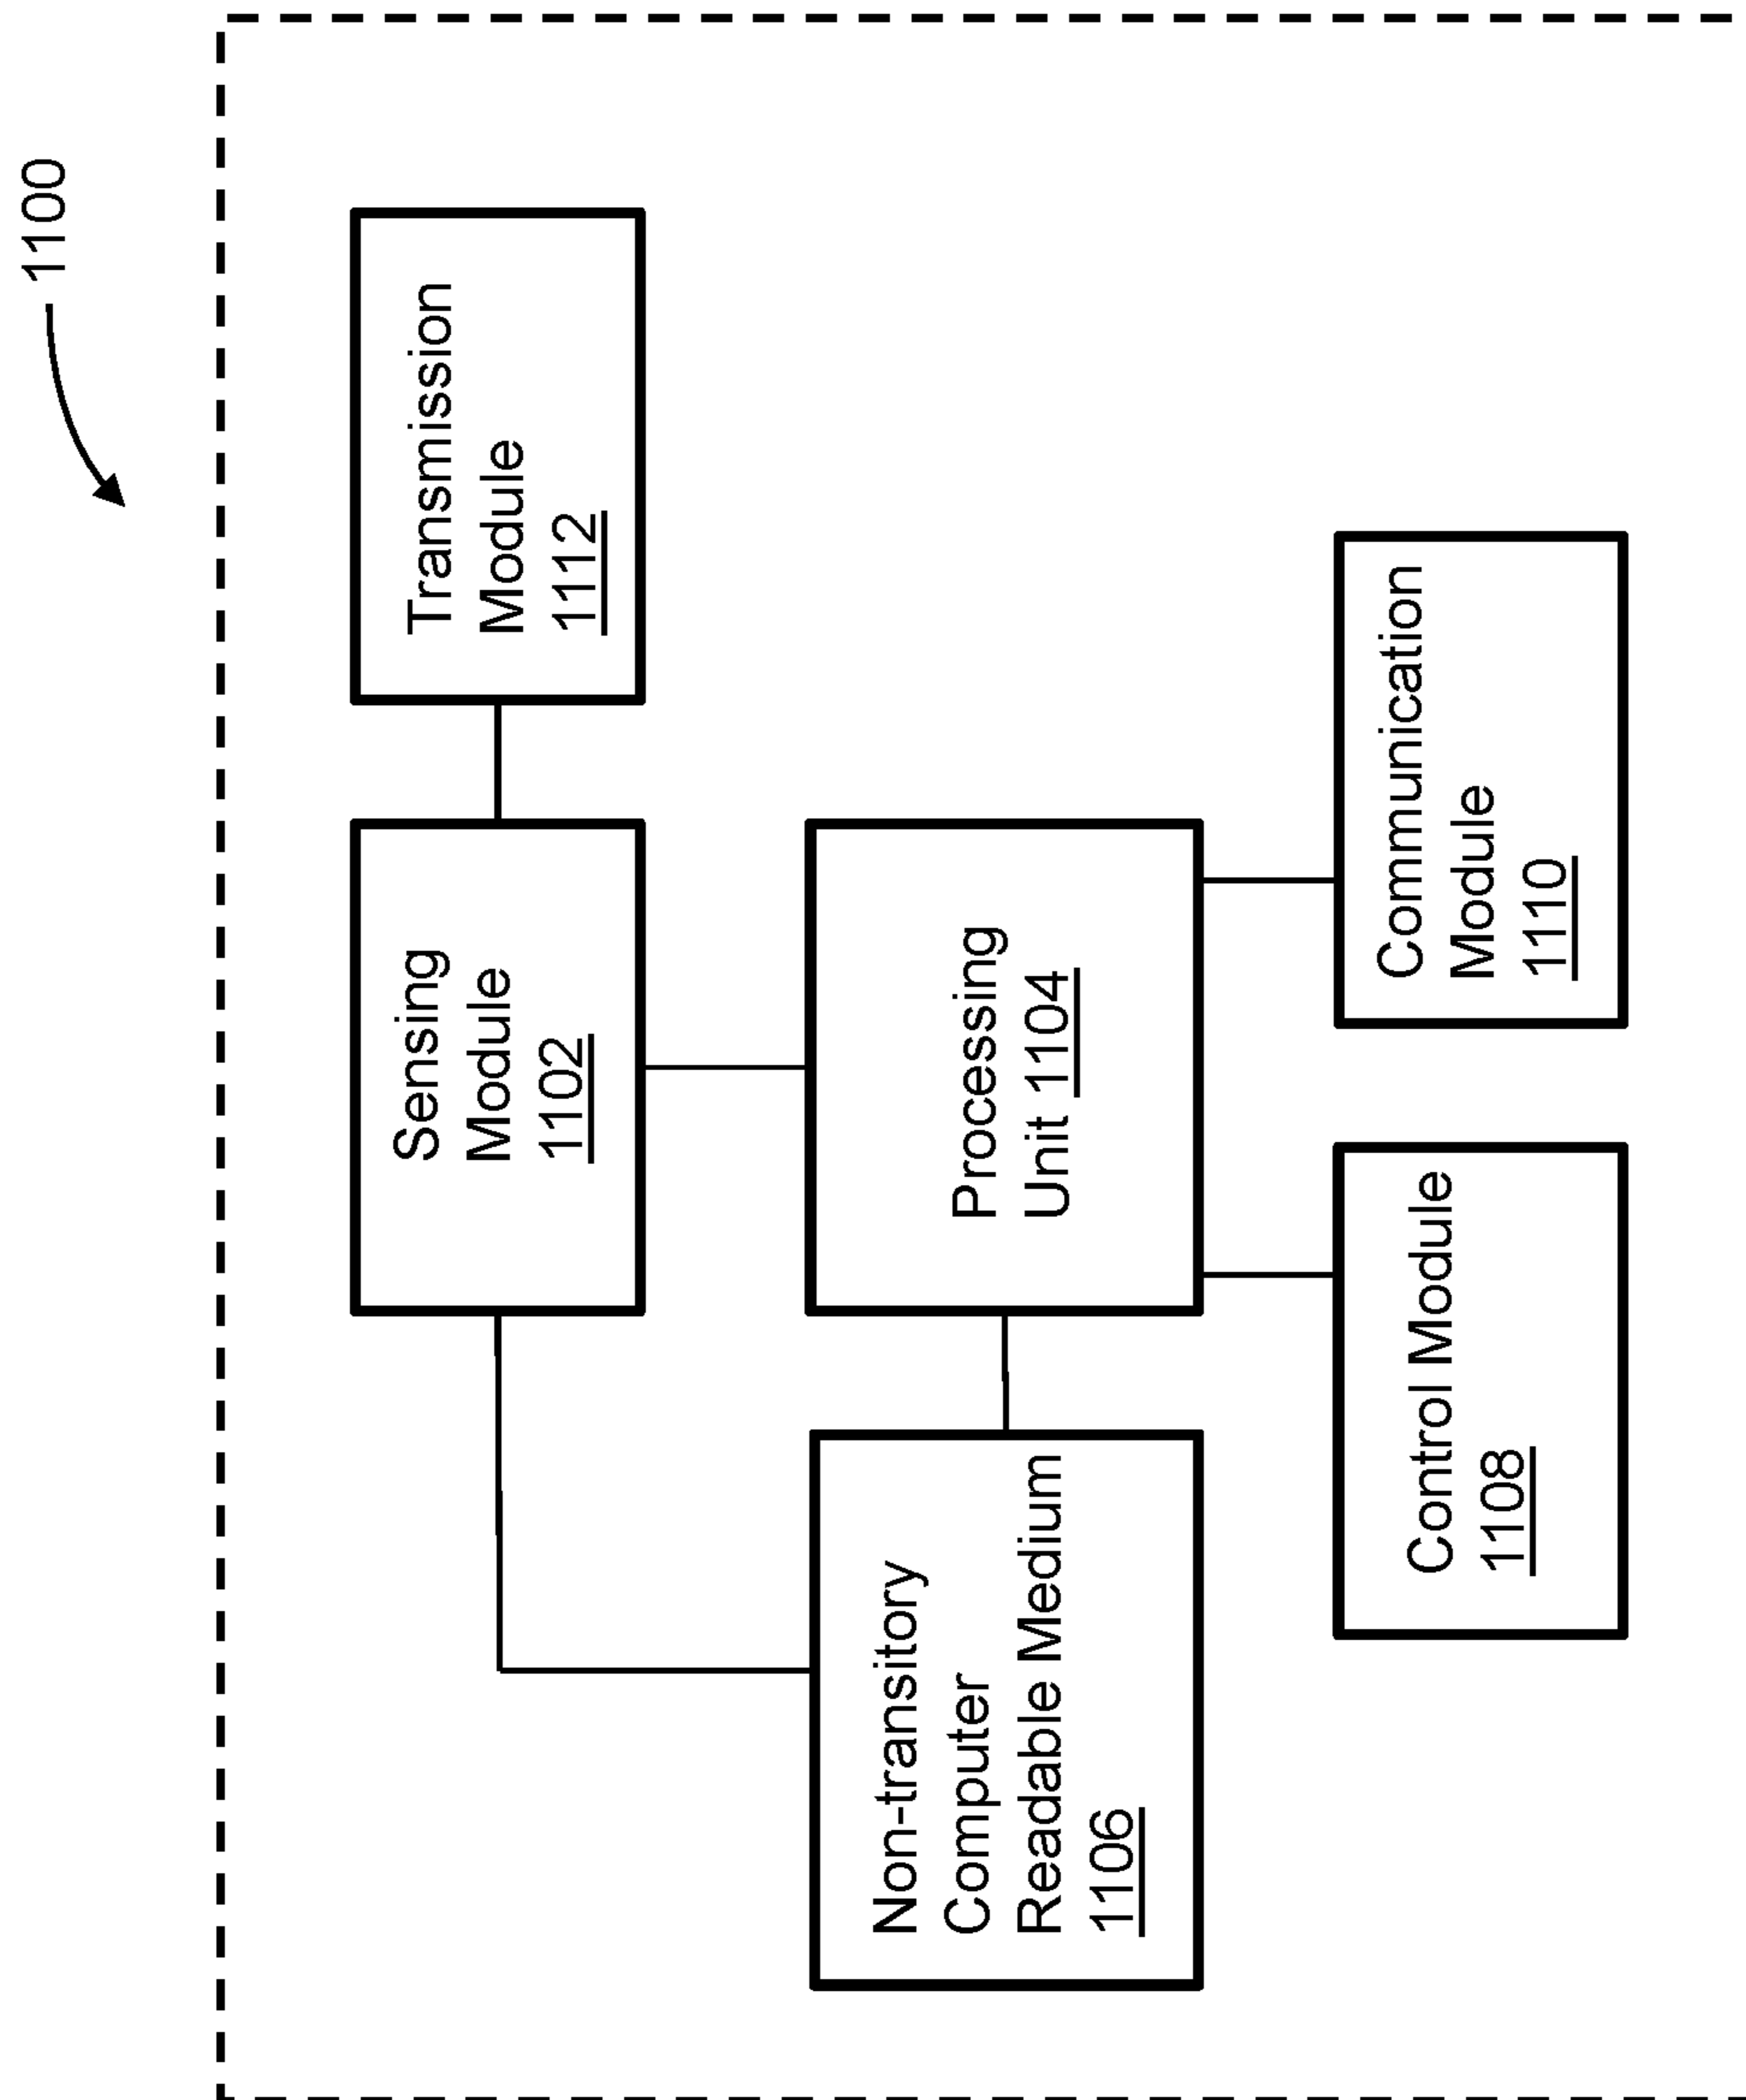 1100
Sensing
Module
1102
Transmission
Module
1112
Non-transitory
Computer
Readable Medium
1106
Processing
Unit 1104
Control Module
1108
Communication
Module
1110